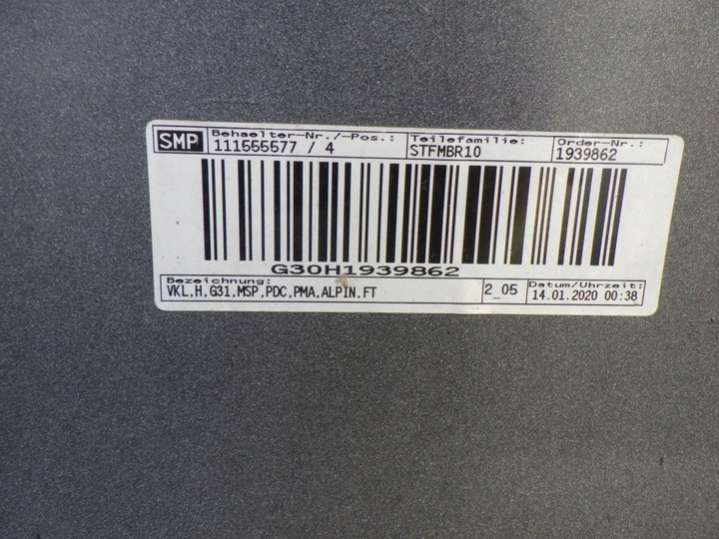 SMP Behaelter-Nr./-Pos.: Teilefamilie: Order-Nr.:
111555577 / 4 STFMBR10 1939862
G30H1939862
Bezeichnung: Datum/Uhrzeit:
VKL,H,G31,MSP,PDC,PMA,ALPIN,FT 2_05 14.01.2020 00:38